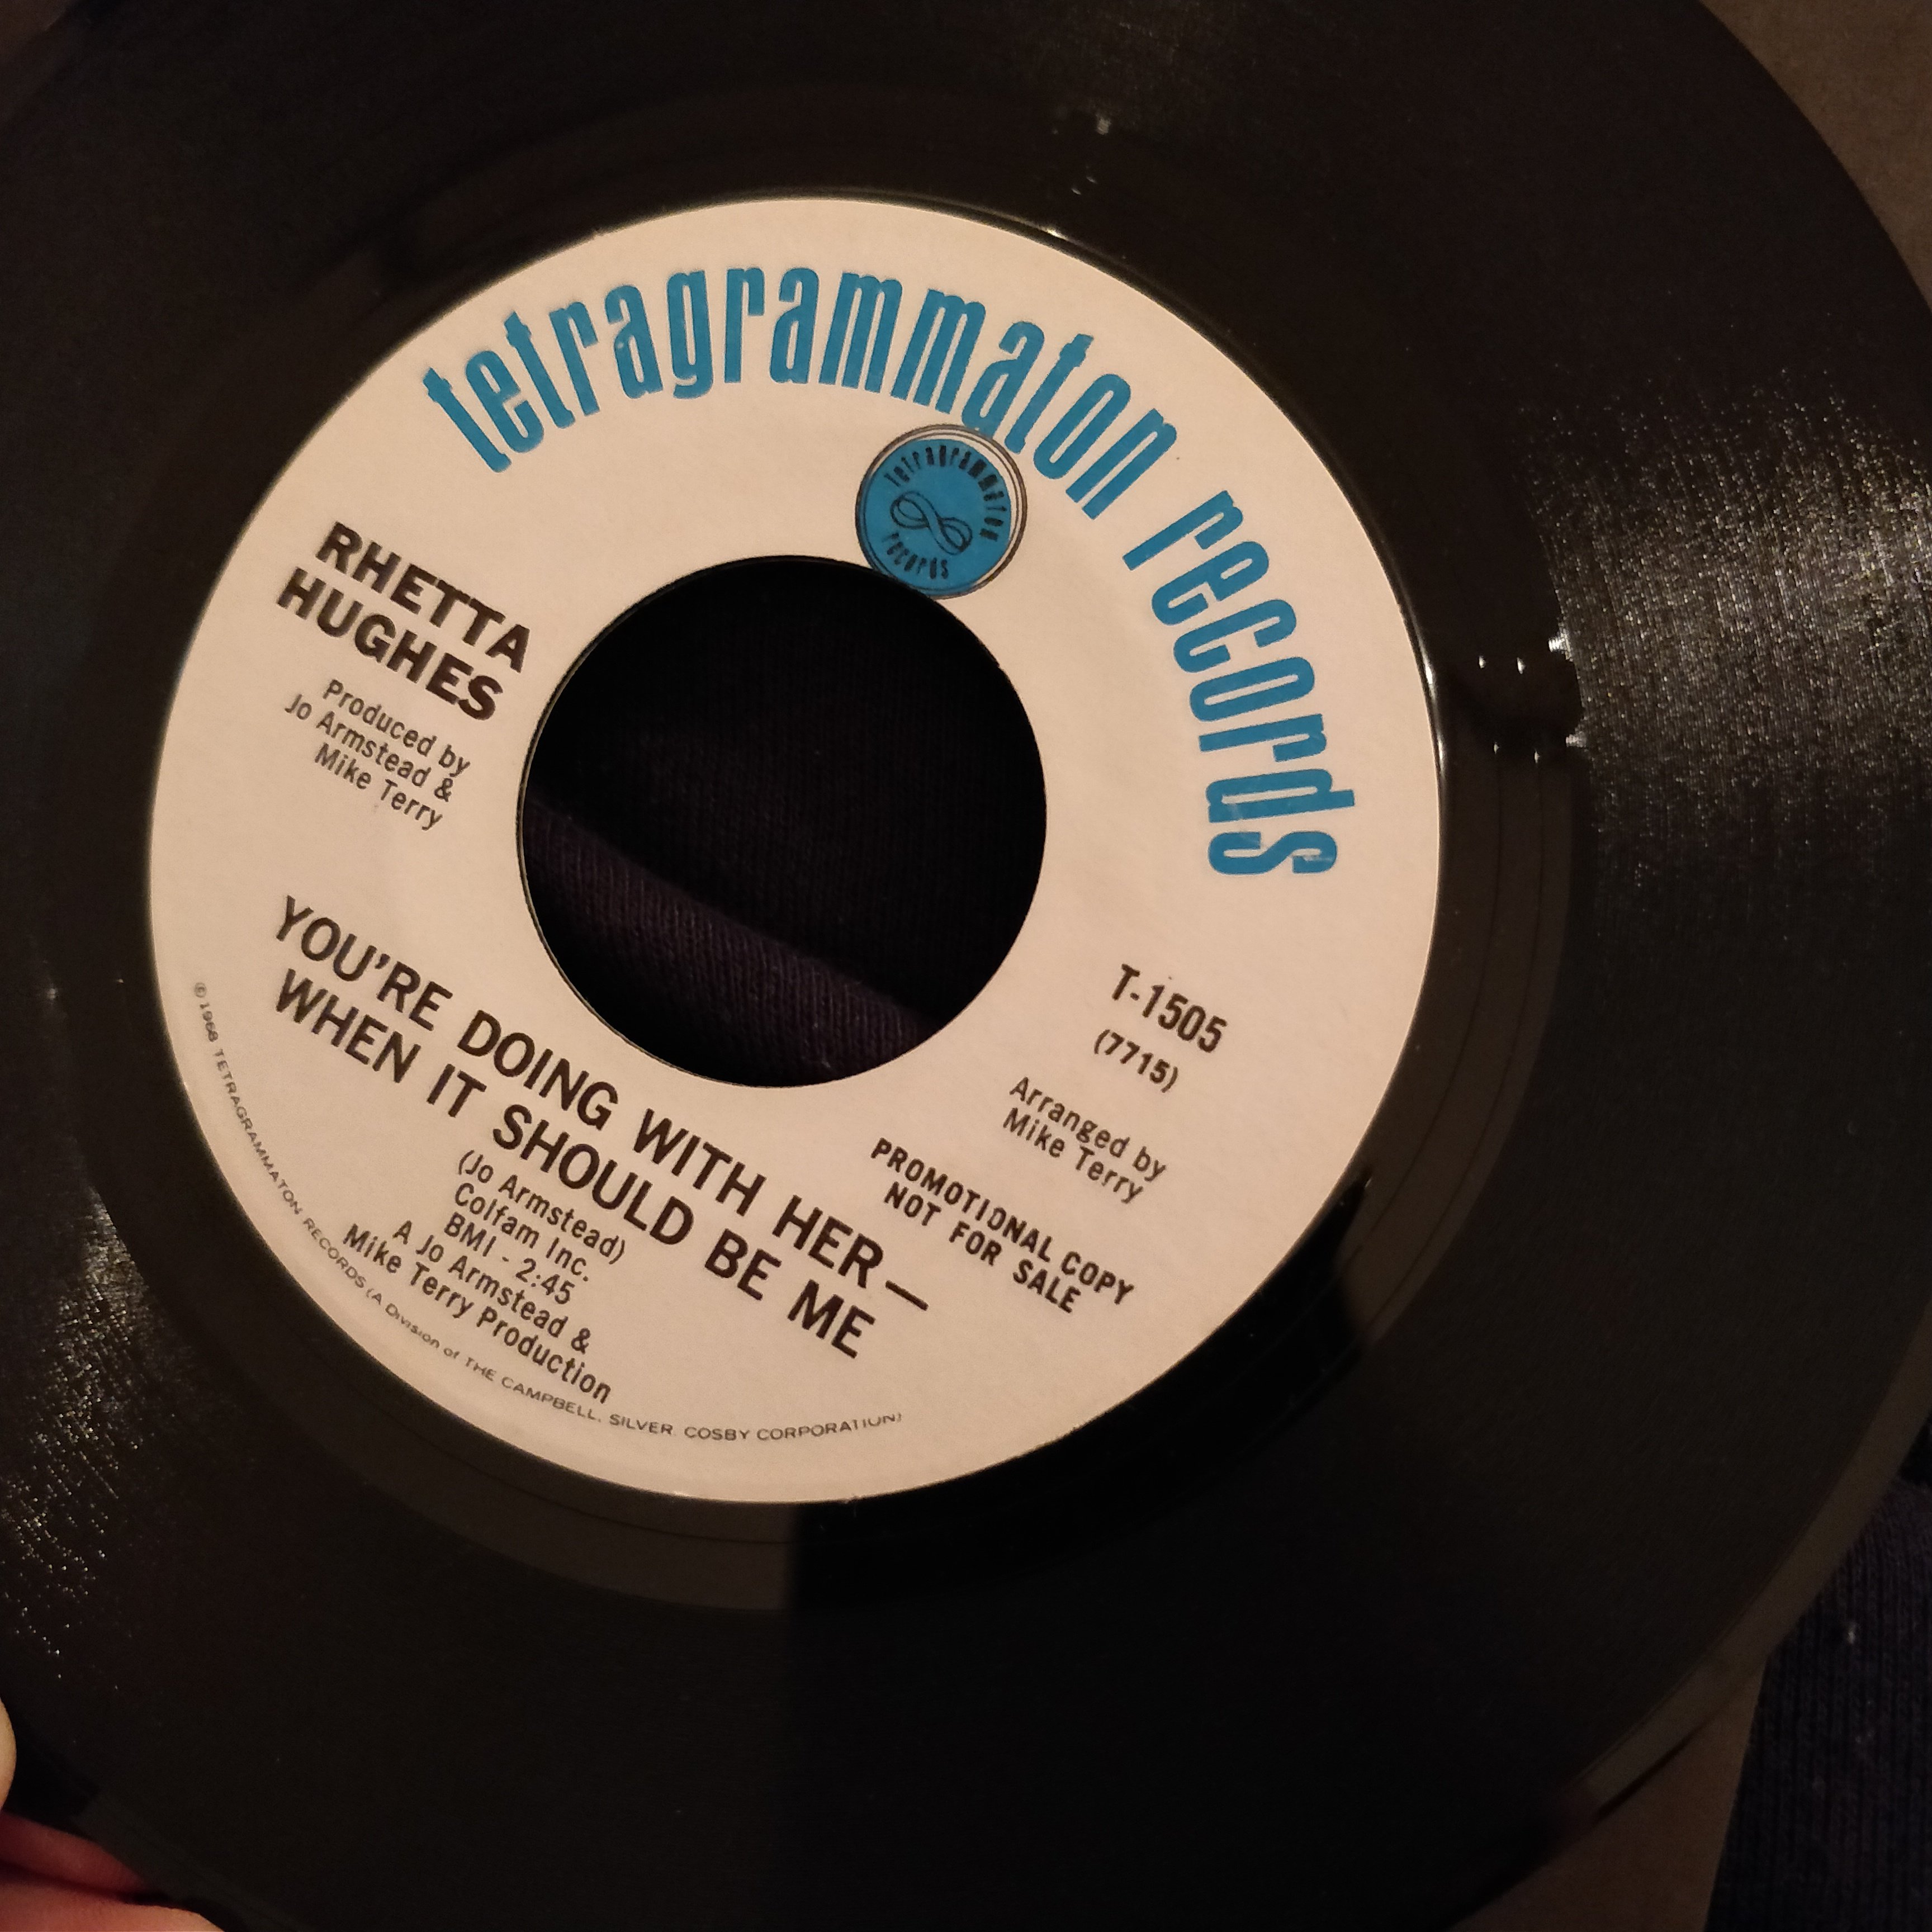 tetragrammaton records
tetragrammaton
records
RHETTA
HUGHES
Produced by
Jo Armstead &
Mike Terry
T-1505
(7715)
Arranged by
Mike Terry
PROMOTIONAL COPY
NOT FOR SALE
YOU'RE DOING WITH HER—
WHEN IT SHOULD BE ME
(Jo Armstead)
Colfam Inc.
BMI - 2:45
A Jo Armstead &
Mike Terry Production
©1968 TETRAGRAMMATON RECORDS (A Division of THE CAMPBELL, SILVER, COSBY CORPORATION)